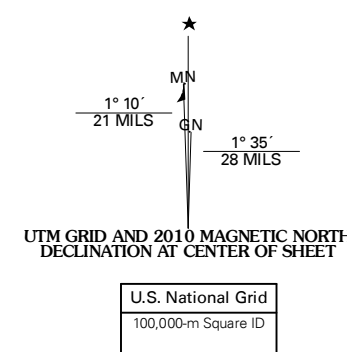 MN
1° 10´
21 MILS
GN
1° 35´
28 MILS
UTM GRID AND 2010 MAGNETIC NORTH
DECLINATION AT CENTER OF SHEET
U.S. National Grid
100,000-m Square ID